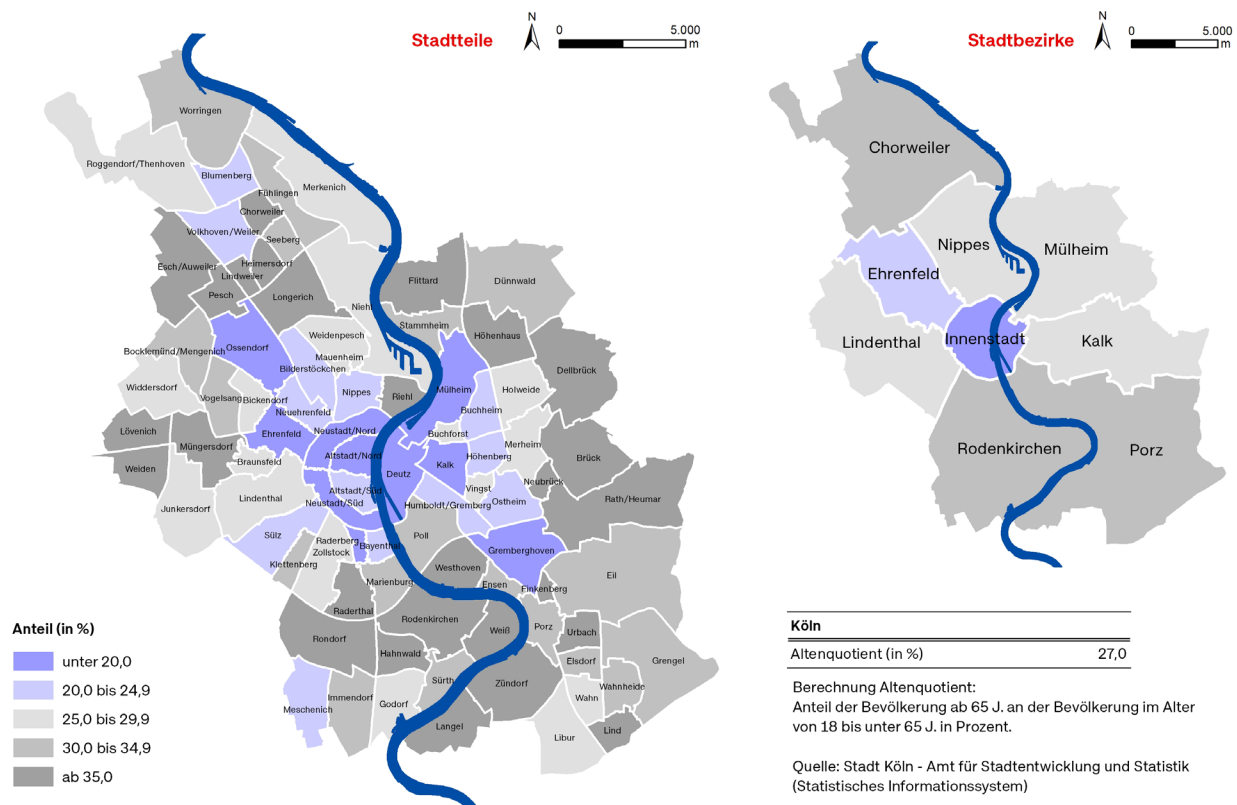 Stadtteile
N
0
5.000
m
Worringen
Roggendorf/Thenhoven
Blumenberg
Merkenich
Fühlingen
Chorweiler
Volkhoven/Weiler
Seeberg
Heimersdorf
Esch/Auweiler
Lindweiler
Pesch
Longerich
Niehl
Flittard
Dünnwald
Stammheim
Höhenhaus
Weidenpesch
Ossendorf
Bocklemünd/Mengenich
Mauenheim
Bilderstöckchen
Dellbrück
Widdersdorf
Nippes
Riehl
Mülheim
Holweide
Vogelsang
Bickendorf
Neuehrenfeld
Buchheim
Lövenich
Ehrenfeld
Neustadt/Nord
Buchforst
Müngersdorf
Merheim
Altstadt/Nord
Höhenberg
Brück
Weiden
Braunsfeld
Kalk
Deutz
Neubrück
Vingst
Altstadt/Süd
Lindenthal
Rath/Heumar
Neustadt/Süd
Humboldt/Gremberg
Ostheim
Junkersdorf
Sülz
Raderberg
Poll
Bayenthal
Zollstock
Gremberghoven
Klettenberg
Westhoven
Eil
Marienburg
Ensen
Finkenberg
Raderthal
Rodenkirchen
Porz
Weiß
Urbach
Rondorf
Hahnwald
Elsdorf
Grengel
Sürth
Zündorf
Wahnheide
Immendorf
Wahn
Godorf
Meschenich
Langel
Lind
Libur
Anteil (in %)
unter 20,0
20,0 bis 24,9
25,0 bis 29,9
30,0 bis 34,9
ab 35,0
Stadtbezirke
N
0
5.000
m
Chorweiler
Nippes
Mülheim
Ehrenfeld
Innenstadt
Lindenthal
Kalk
Rodenkirchen
Porz
Köln
Altenquotient (in %) 27,0
Berechnung Altenquotient:
Anteil der Bevölkerung ab 65 J. an der Bevölkerung im Alter
von 18 bis unter 65 J. in Prozent.
Quelle: Stadt Köln - Amt für Stadtentwicklung und Statistik
(Statistisches Informationssystem)